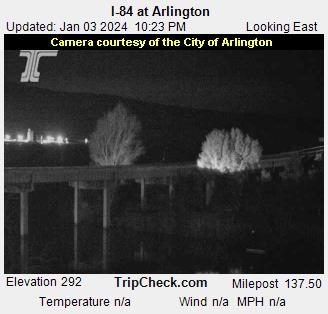 I-84 at Arlington
Updated: Jan 03 2024 10:23 PM Looking East
Camera courtesy of the City of Arlington
Elevation 292 TripCheck.com Milepost 137.50
Temperature n/a Wind n/a MPH n/a